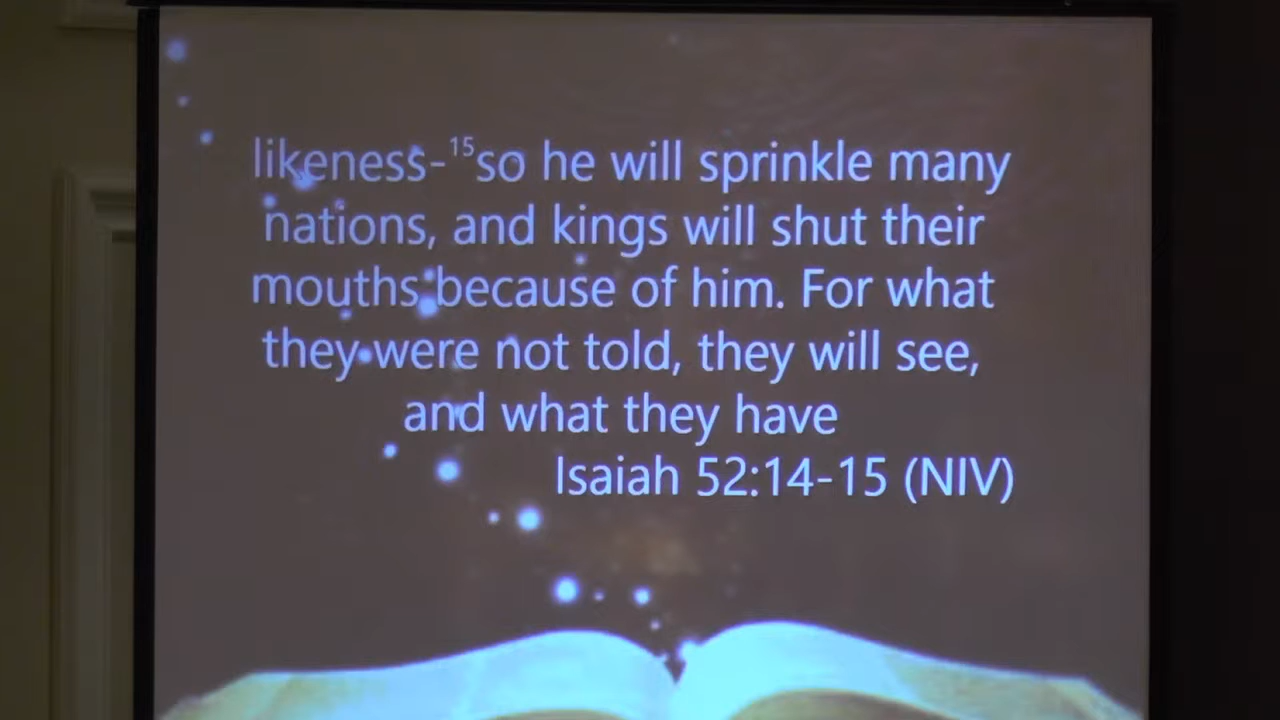 likeness-¹⁵so he will sprinkle many
nations, and kings will shut their
mouths because of him. For what
they were not told, they will see,
and what they have
Isaiah 52:14-15 (NIV)